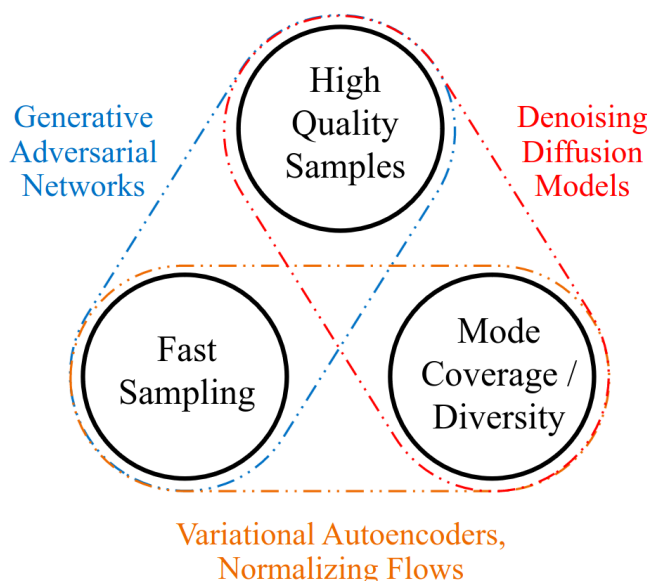 High
Quality
Samples
Generative
Adversarial
Networks
Denoising
Diffusion
Models
Fast
Sampling
Mode
Coverage /
Diversity
Variational Autoencoders,
Normalizing Flows